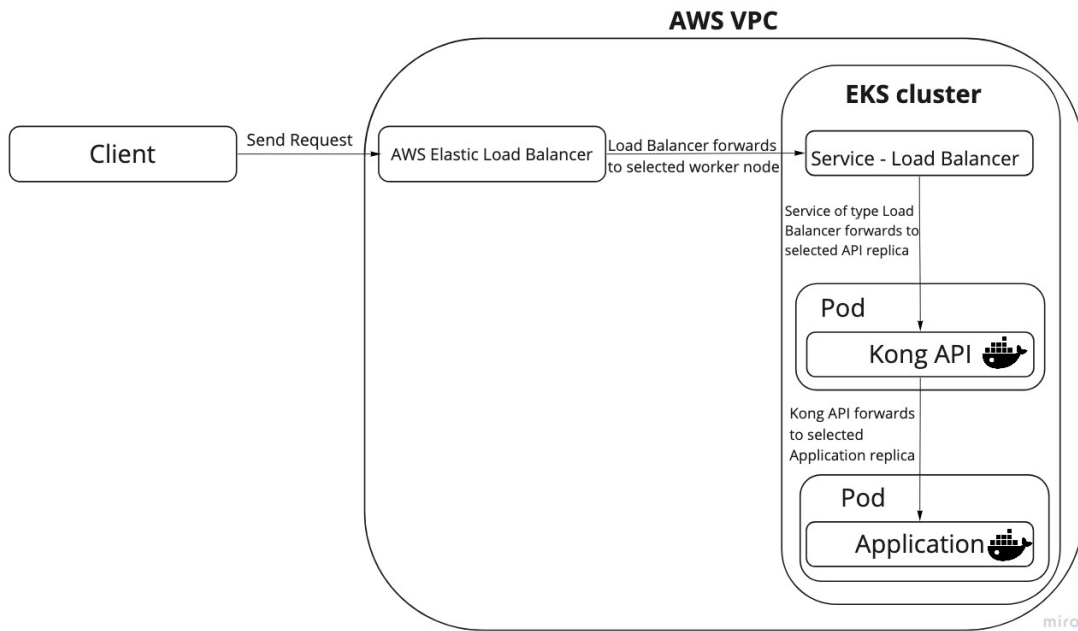 AWS VPC
EKS cluster
Client
Send Request
AWS Elastic Load Balancer
Load Balancer forwards
to selected worker node
Service - Load Balancer
Service of type Load
Balancer forwards to
selected API replica
Pod
Kong API
Kong API forwards
to selected
Application replica
Pod
Application
miro